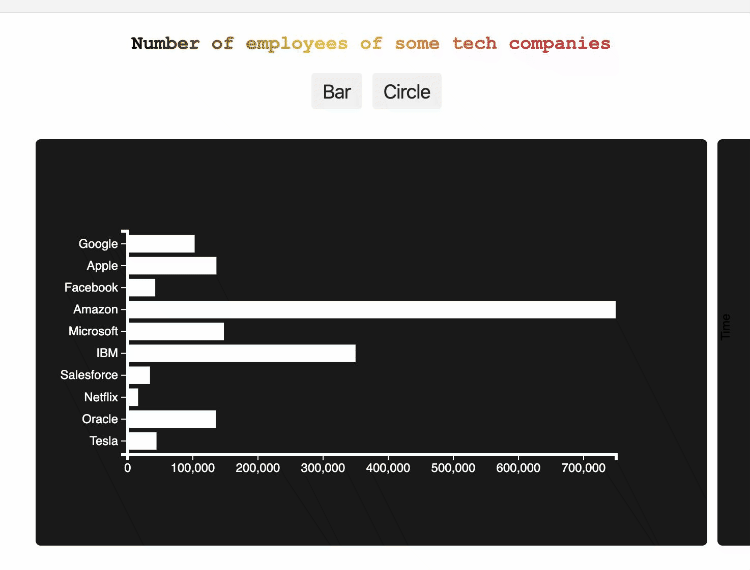 Number of employees of some tech companies
Bar Circle
Google
Apple
Facebook
Amazon
Microsoft
IBM
Salesforce
Netflix
Oracle
Tesla
0 100,000 200,000 300,000 400,000 500,000 600,000 700,000
Time